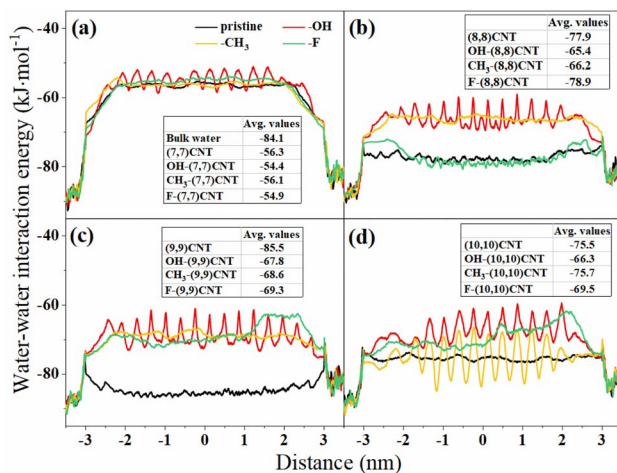 Water-water interaction energy (kJ·mol⁻¹)
(a)
pristine -OH
-CH₃ -F
Avg. values
Bulk water -84.1
(7,7)CNT -56.3
OH-(7,7)CNT -54.4
CH₃-(7,7)CNT -56.1
F-(7,7)CNT -54.9
-40
-60
-80
(b)
Avg. values
(8,8)CNT -77.9
OH-(8,8)CNT -65.4
CH₃-(8,8)CNT -66.2
F-(8,8)CNT -78.9
(c)
Avg. values
(9,9)CNT -85.5
OH-(9,9)CNT -67.8
CH₃-(9,9)CNT -68.6
F-(9,9)CNT -69.3
-60
-80
-3 -2 -1 0 1 2 3
(d)
Avg. values
(10,10)CNT -75.5
OH-(10,10)CNT -66.3
CH₃-(10,10)CNT -75.7
F-(10,10)CNT -69.5
-3 -2 -1 0 1 2 3
Distance (nm)